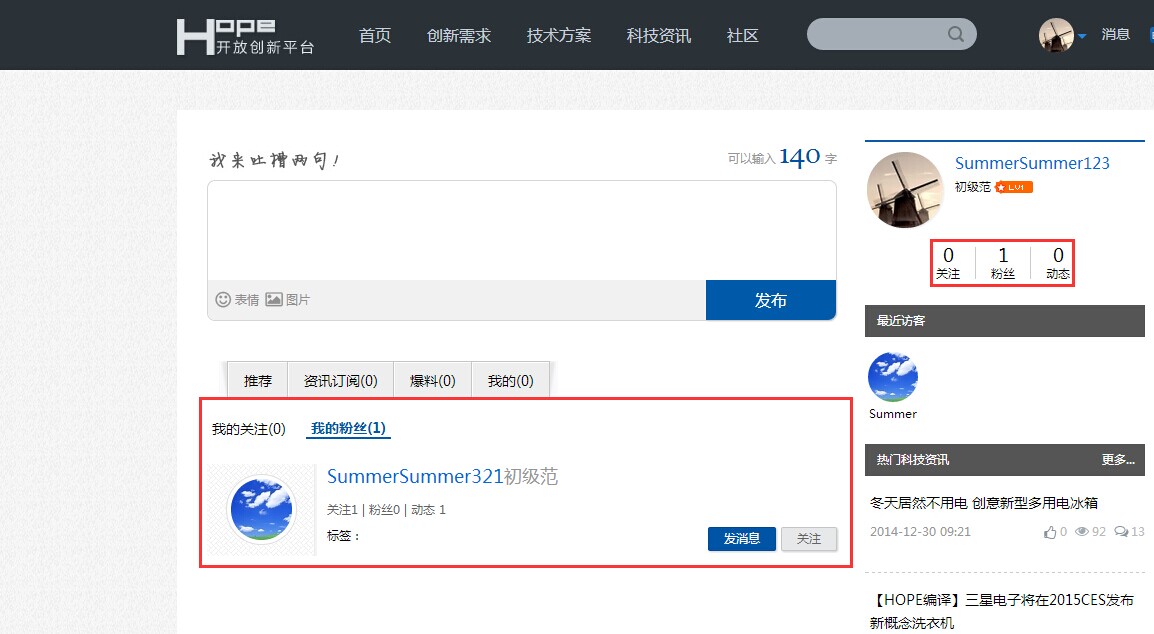 Hope
开放创新平台
首页 创新需求 技术方案 科技资讯 社区
消息
我来吐槽两句！
可以输入 140 字
表情 图片
发布
推荐 资讯订阅(0) 爆料(0) 我的(0)
我的关注(0) 我的粉丝(1)
SummerSummer321初级范
关注1 | 粉丝0 | 动态 1
标签：
发消息 关注
SummerSummer123
初级范 LV1
0 1 0
关注 粉丝 动态
最近访客
Summer
热门科技资讯 更多...
冬天居然不用电 创意新型多用电冰箱
2014-12-30 09:21 0 92 13
【HOPE编译】三星电子将在2015CES发布
新概念洗衣机